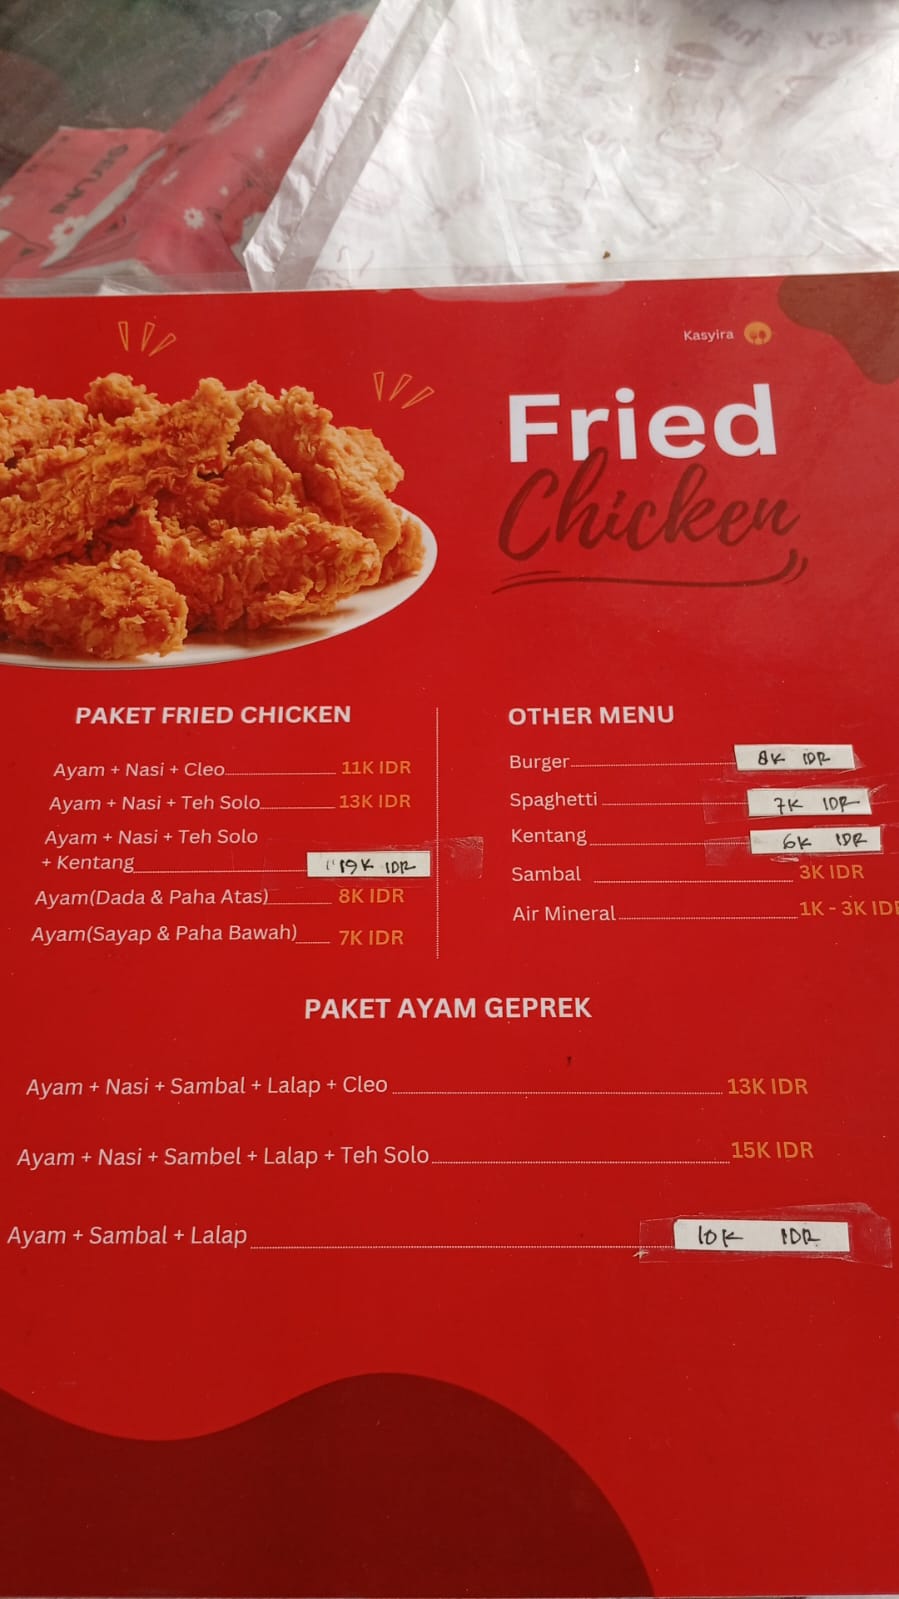 Kasyira
Fried
Chicken
PAKET FRIED CHICKEN
Ayam + Nasi + Cleo 11K IDR
Ayam + Nasi + Teh Solo 13K IDR
Ayam + Nasi + Teh Solo
+ Kentang 19K IDR
Ayam(Dada & Paha Atas) 8K IDR
Ayam(Sayap & Paha Bawah) 7K IDR
OTHER MENU
Burger 8K IDR
Spaghetti 7K IDR
Kentang 6K IDR
Sambal 3K IDR
Air Mineral 1K - 3K IDR
PAKET AYAM GEPREK
Ayam + Nasi + Sambal + Lalap + Cleo 13K IDR
Ayam + Nasi + Sambel + Lalap + Teh Solo 15K IDR
Ayam + Sambal + Lalap 10K IDR